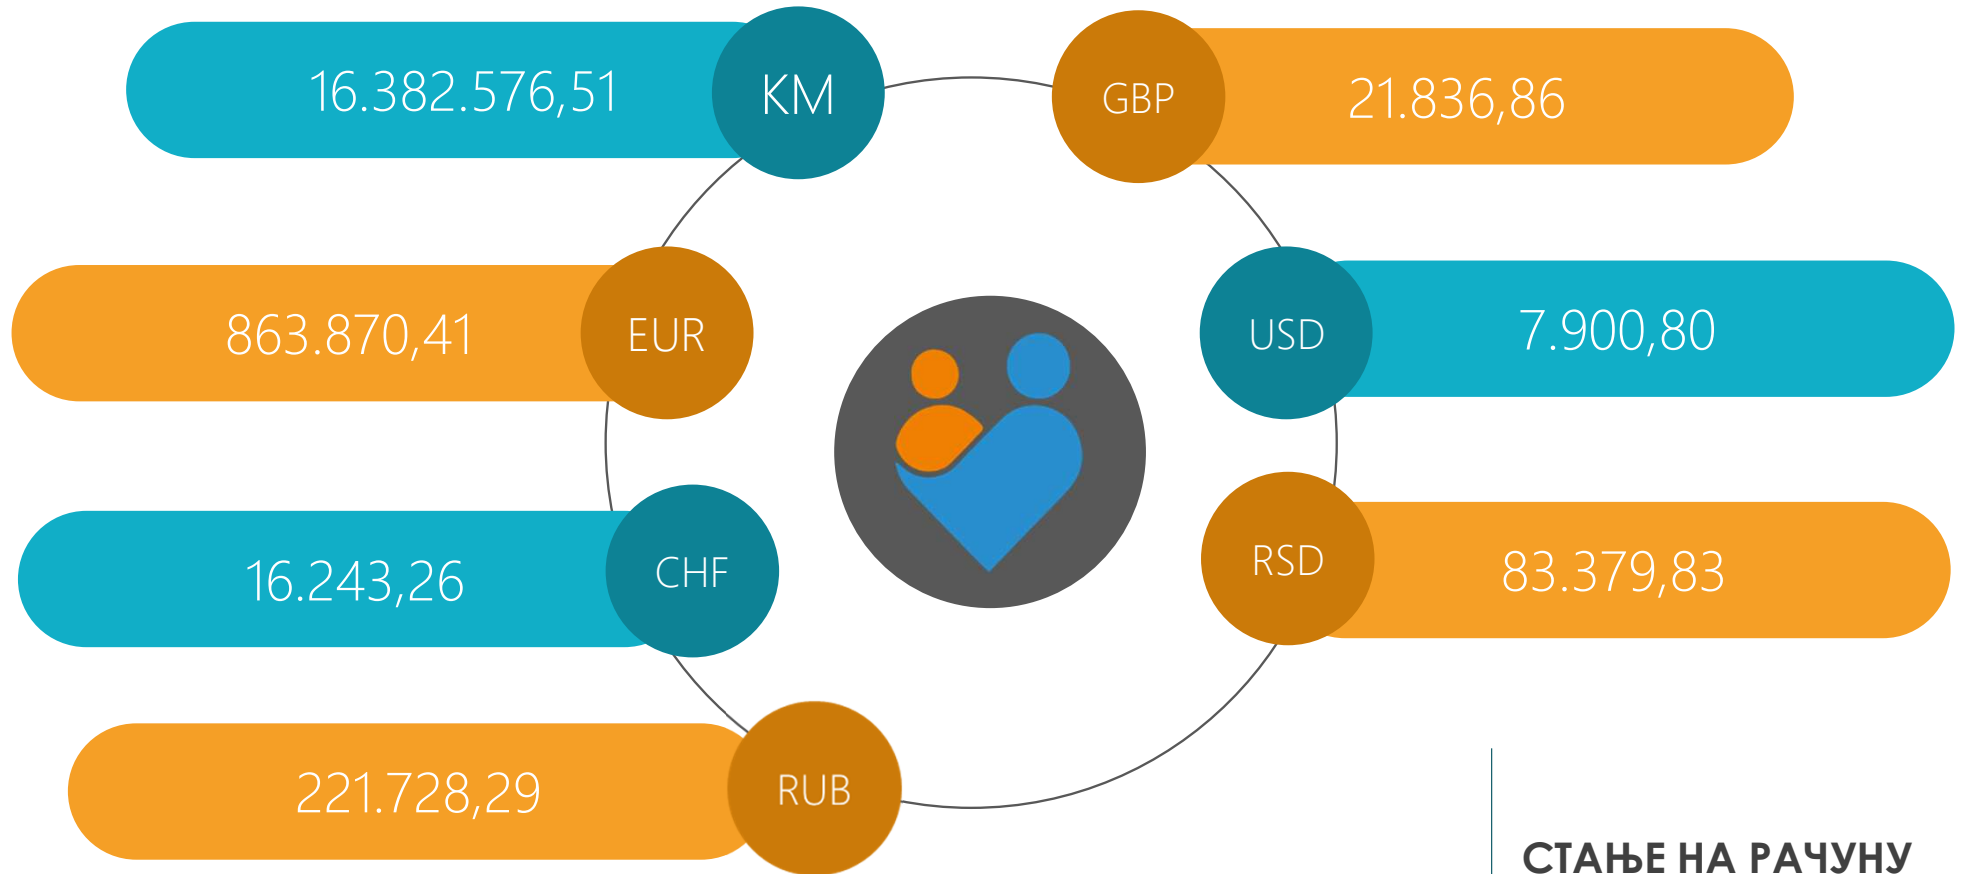 16.382.576,51
KM
GBP
21.836,86
863.870,41
EUR
USD
7.900,80
16.243,26
CHF
RSD
83.379,83
221.728,29
RUB
СТАЊЕ НА РАЧУНУ